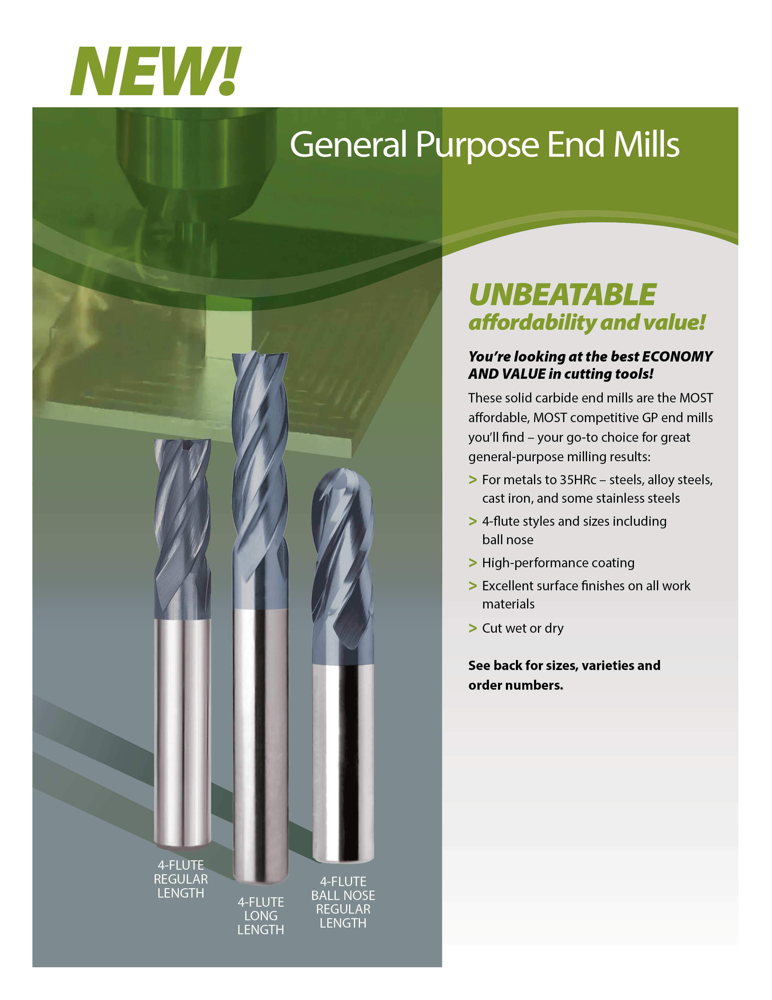 NEW!
General Purpose End Mills
UNBEATABLE
affordability and value!
You’re looking at the best ECONOMY
AND VALUE in cutting tools!
These solid carbide end mills are the MOST
affordable, MOST competitive GP end mills
you’ll find – your go-to choice for great
general-purpose milling results:
> For metals to 35HRc – steels, alloy steels,
cast iron, and some stainless steels
> 4-flute styles and sizes including
ball nose
> High-performance coating
> Excellent surface finishes on all work
materials
> Cut wet or dry
See back for sizes, varieties and
order numbers.
4-FLUTE
REGULAR
LENGTH
4-FLUTE
LONG
LENGTH
4-FLUTE
BALL NOSE
REGULAR
LENGTH